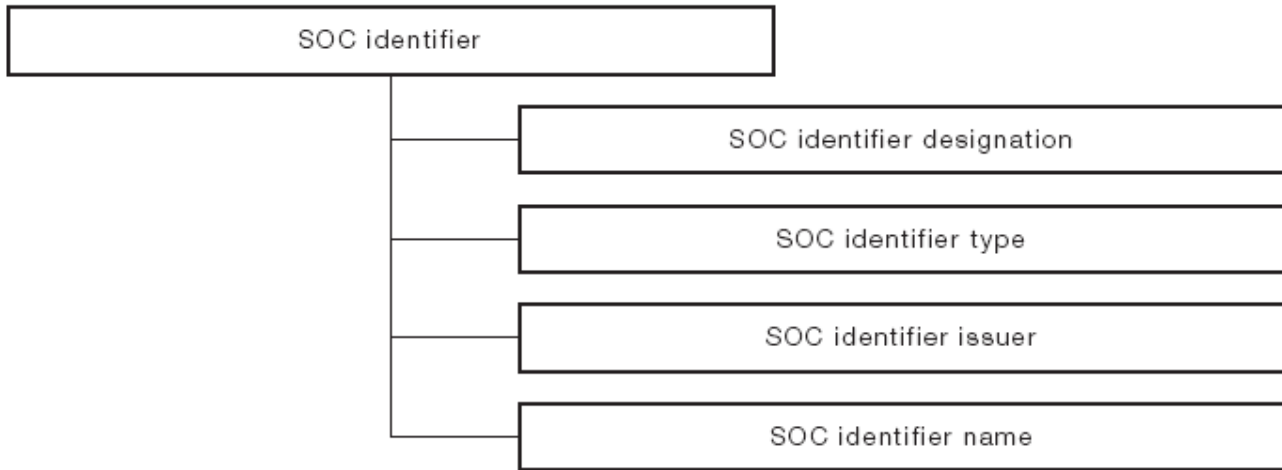 SOC identifier
SOC identifier designation
SOC identifier type
SOC identifier issuer
SOC identifier name